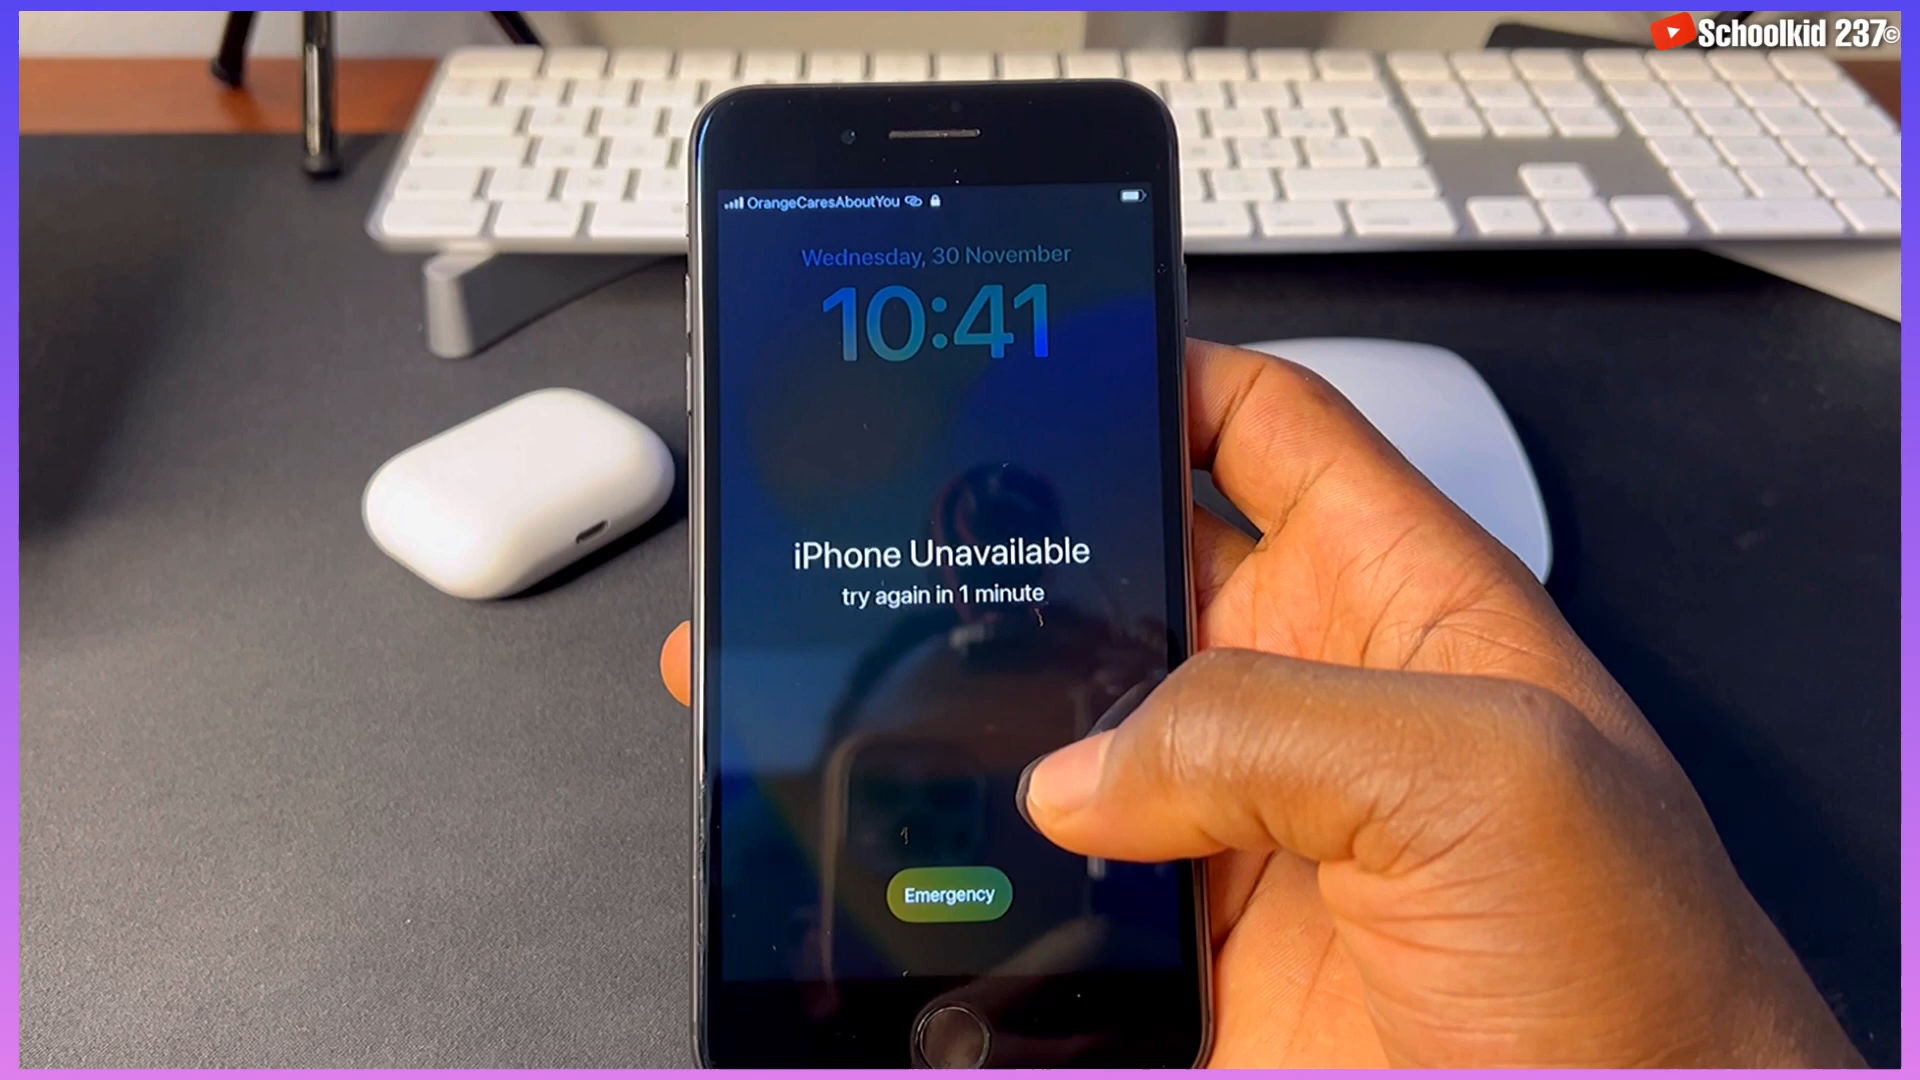 Schoolkid 237©
OrangeCaresAboutYou
Wednesday, 30 November
10:41
iPhone Unavailable
try again in 1 minute
Emergency